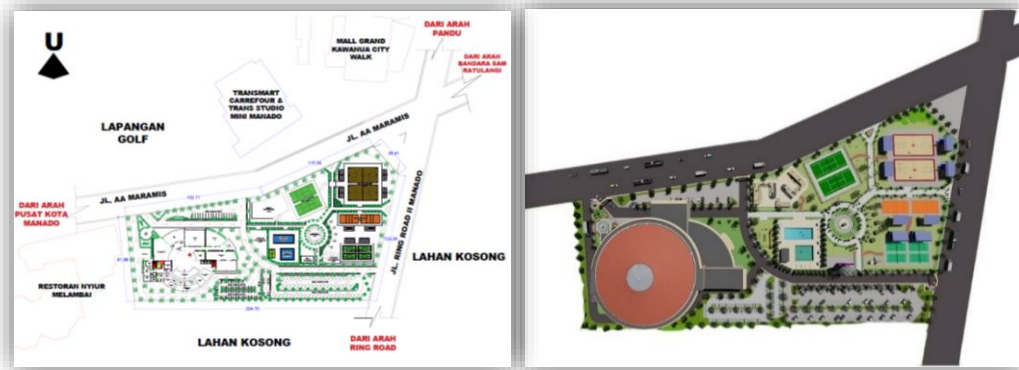 U
DARI ARAH
PANDU
MALL GRAND
KAWANUA CITY
WALK
DARI ARAH
BANDARA SAM
RATULANGI
TRANSMART
CARREFOUR &
TRANS STUDIO
MINI MANADO
LAPANGAN
GOLF
JL. AA MARAMIS
JL. AA MARAMIS
DARI ARAH
PUSAT KOTA
MANADO
JL. RING ROAD II MANADO
LAHAN KOSONG
RESTORAN NYIUR
MELAMBAI
LAHAN KOSONG
DARI ARAH
RING ROAD